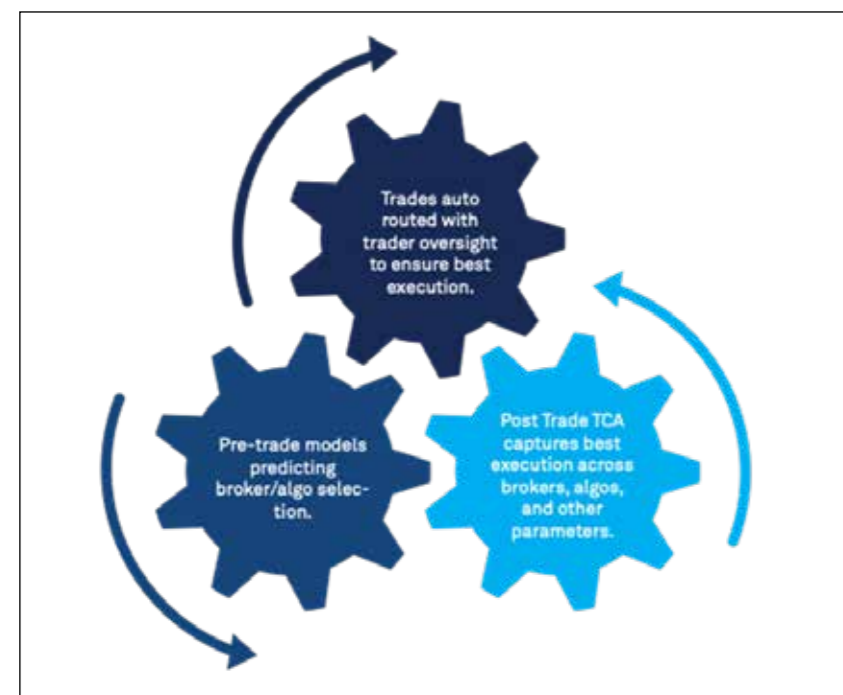 Trades auto
routed with
trader oversight
to ensure best
execution.
Pre-trade models
predicting
broker/algo selec-
tion.
Post Trade TCA
captures best
execution across
brokers, algos,
and other
parameters.